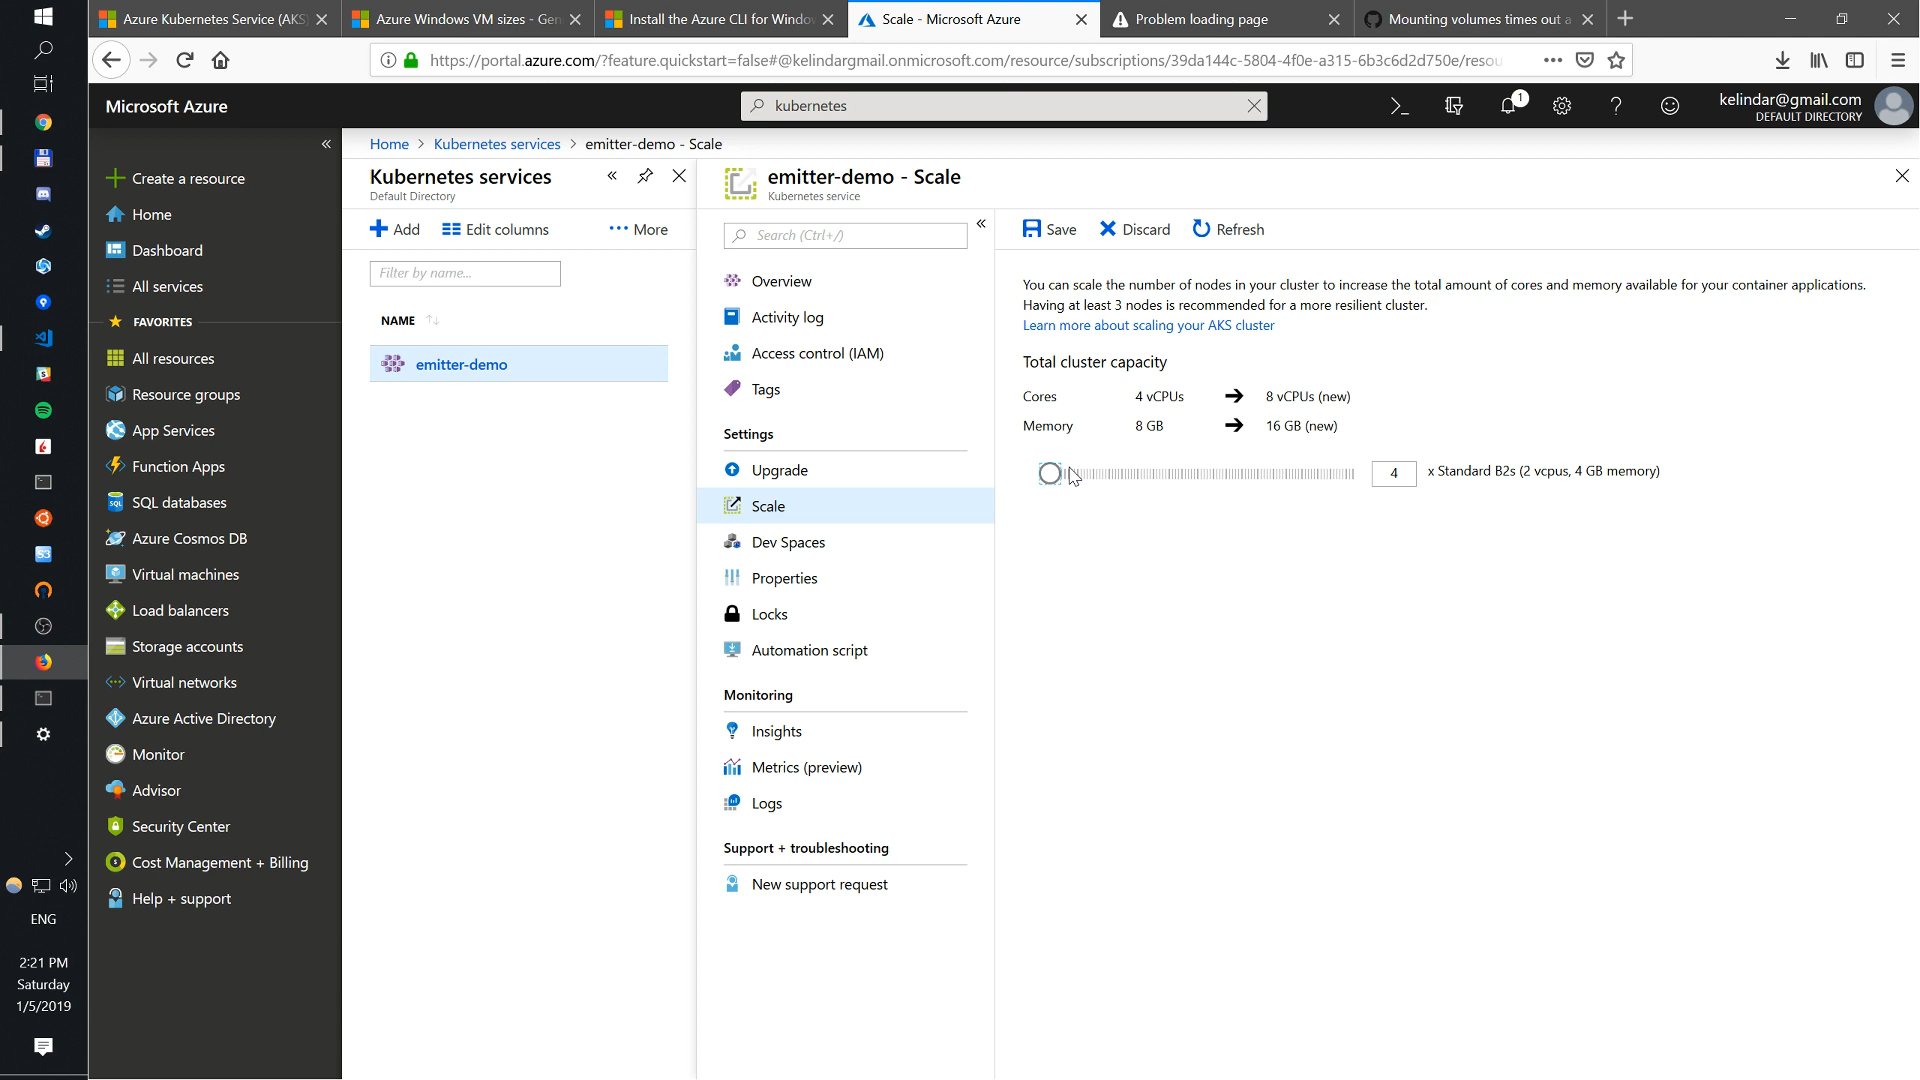 Azure Kubernetes Service (AKS
Azure Windows VM sizes - Gen
Install the Azure CLI for Window
Scale - Microsoft Azure
Problem loading page
Mounting volumes times out a
https://portal.azure.com/?feature.quickstart=false#@kelindargmail.onmicrosoft.com/resource/subscriptions/39da144c-5804-4f0e-a315-6b3c6d2d750e/resou
Microsoft Azure
kubernetes
1
kelindar@gmail.com
DEFAULT DIRECTORY
Create a resource
Home
Dashboard
All services
FAVORITES
All resources
Resource groups
App Services
Function Apps
SQL databases
Azure Cosmos DB
Virtual machines
Load balancers
Storage accounts
Virtual networks
Azure Active Directory
Monitor
Advisor
Security Center
Cost Management + Billing
Help + support
ENG
2:21 PM
Saturday
1/5/2019
Home > Kubernetes services > emitter-demo - Scale
Kubernetes services
Default Directory
Add
Edit columns
More
Filter by name...
NAME
emitter-demo
emitter-demo - Scale
Kubernetes service
Search (Ctrl+/)
Overview
Activity log
Access control (IAM)
Tags
Settings
Upgrade
Scale
Dev Spaces
Properties
Locks
Automation script
Monitoring
Insights
Metrics (preview)
Logs
Support + troubleshooting
New support request
Save
Discard
Refresh
You can scale the number of nodes in your cluster to increase the total amount of cores and memory available for your container applications.
Having at least 3 nodes is recommended for a more resilient cluster.
Learn more about scaling your AKS cluster
Total cluster capacity
Cores 4 vCPUs → 8 vCPUs (new)
Memory 8 GB → 16 GB (new)
4 x Standard B2s (2 vcpus, 4 GB memory)